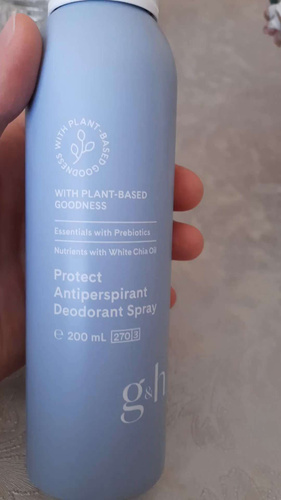 WITH PLANT-BASED GOODNESS
WITH PLANT-BASED
GOODNESS
Essentials with Prebiotics
Nutrients with White Chia Oil
Protect
Antiperspirant
Deodorant Spray
℮ 200 mL 270 3
g&h